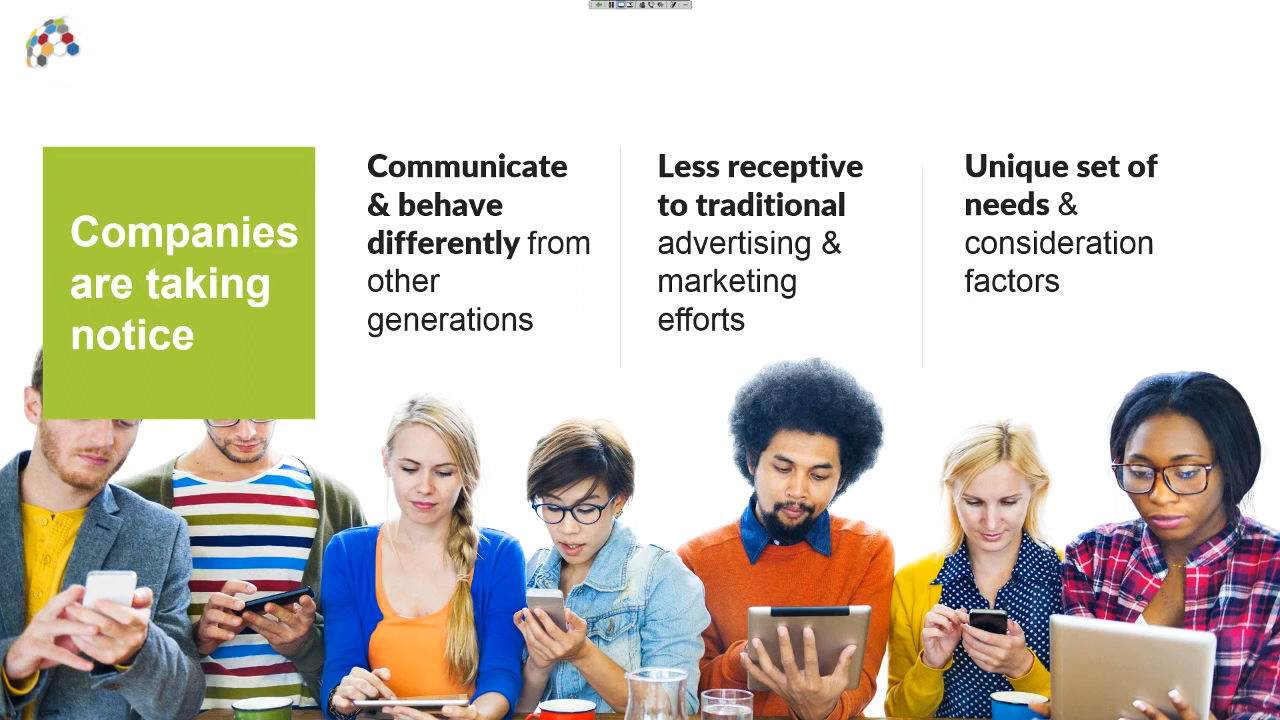 Companies
are taking
notice
Communicate
& behave
differently from
other
generations
Less receptive
to traditional
advertising &
marketing
efforts
Unique set of
needs &
consideration
factors